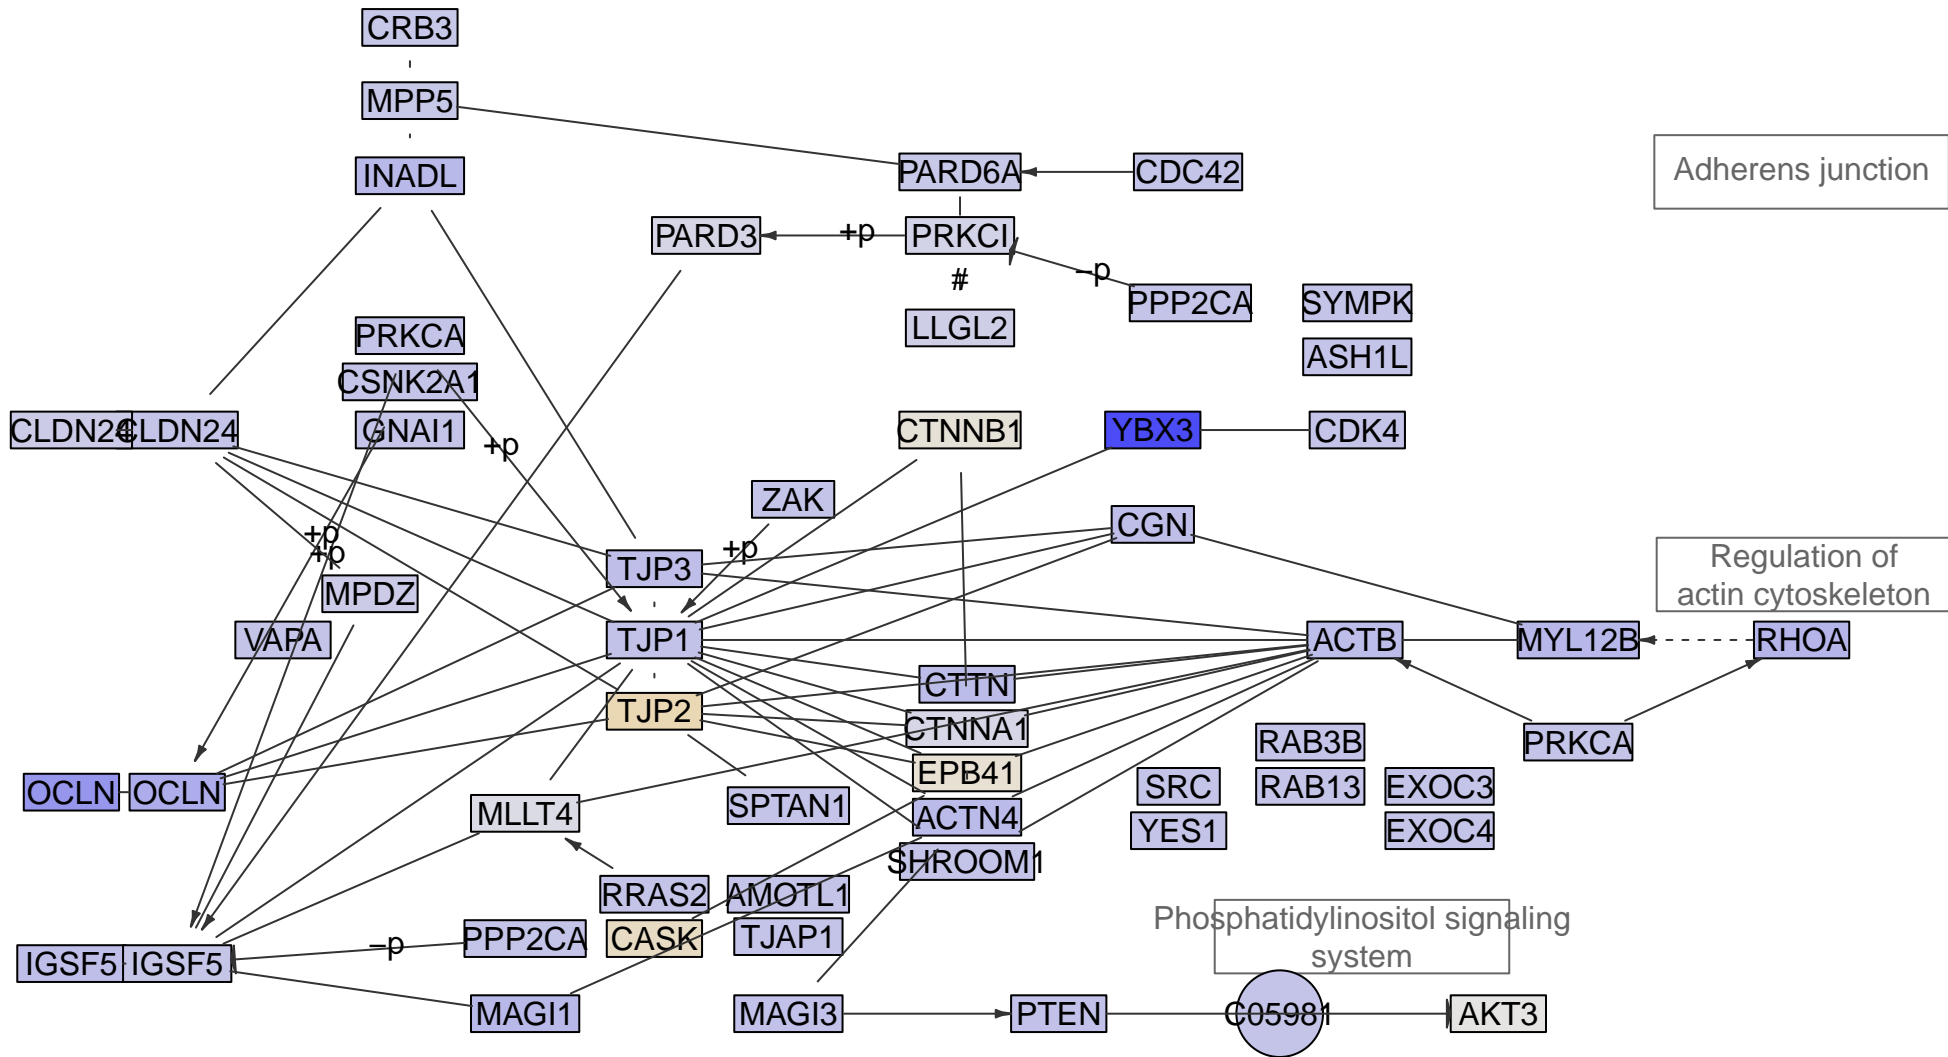 CRB3
MPP5
INADL
PARD6A
CDC42
Adherens junction
PARD3
+p
PRKCI
−p
#
PPP2CA
SYMPK
LLGL2
PRKCA
ASH1L
CSNK2A1
CLDN24
CLDN24
GNAI1
+p
CTNNB1
YBX3
CDK4
ZAK
CGN
+p
+p
+p
TJP3
Regulation of
actin cytoskeleton
MPDZ
VAPA
TJP1
ACTB
MYL12B
RHOA
CTTN
TJP2
CTNNA1
RAB3B
PRKCA
EPB41
OCLN
OCLN
SRC
RAB13
EXOC3
MLLT4
SPTAN1
ACTN4
YES1
EXOC4
SHROOM1
RRAS2
AMOTL1
Phosphatidylinositol signaling
system
PPP2CA
CASK
TJAP1
−p
IGSF5
IGSF5
MAGI1
MAGI3
PTEN
C05981
AKT3